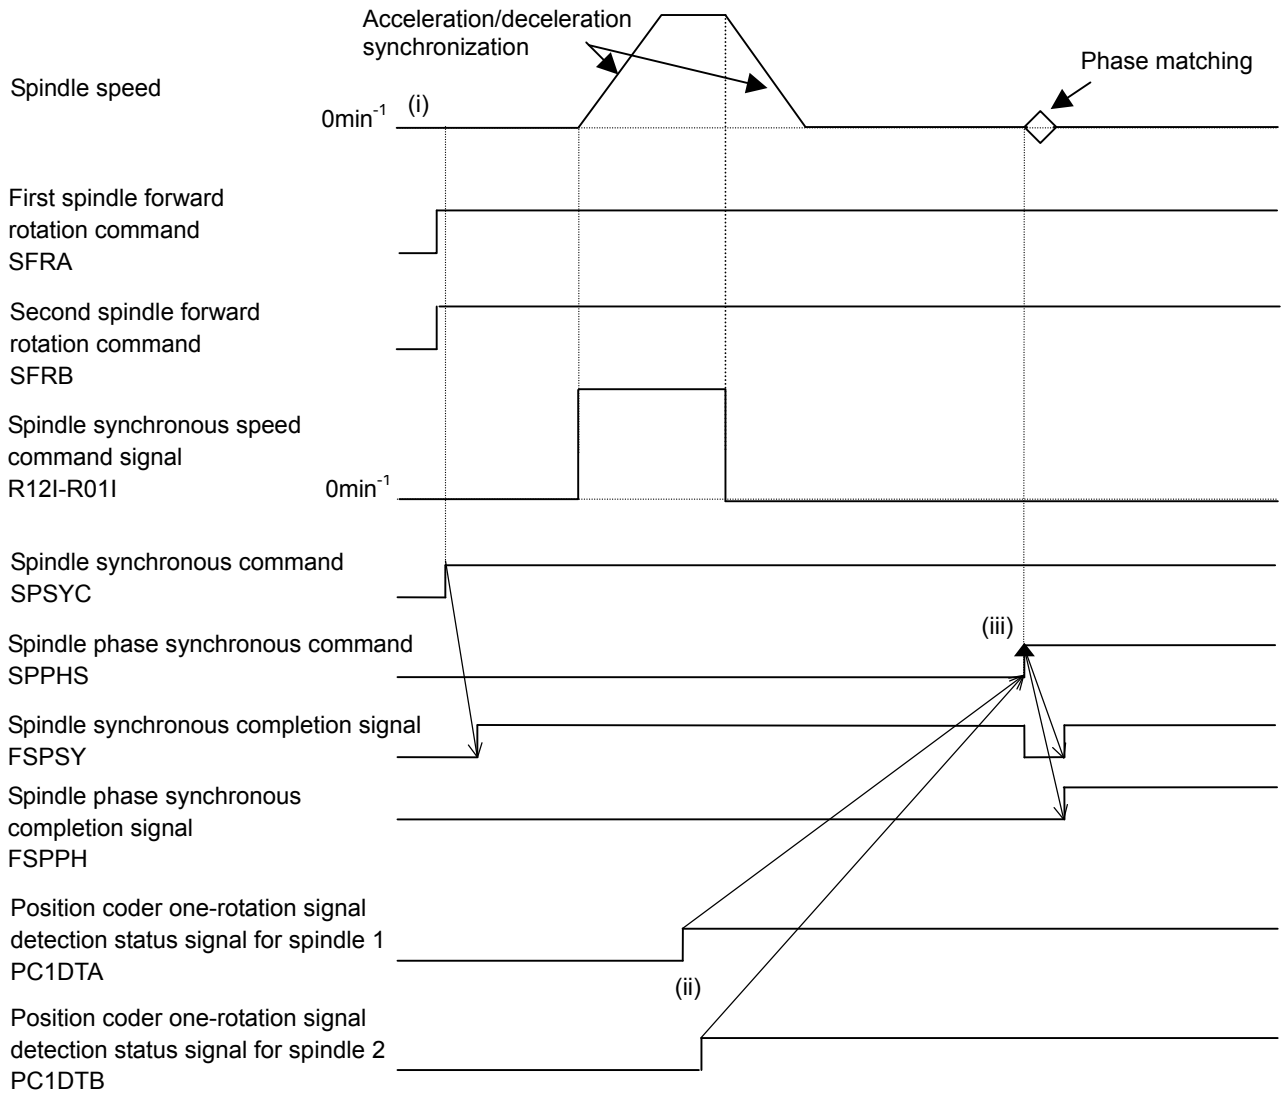 Acceleration/deceleration
synchronization
Phase matching
Spindle speed
0min-1
(i)
First spindle forward
rotation command
SFRA
Second spindle forward
rotation command
SFRB
Spindle synchronous speed
command signal
R12I-R01I
0min-1
Spindle synchronous command
SPSYC
(iii)
Spindle phase synchronous command
SPPHS
Spindle synchronous completion signal
FSPSY
Spindle phase synchronous
completion signal
FSPPH
Position coder one-rotation signal
detection status signal for spindle 1
PC1DTA
(ii)
Position coder one-rotation signal
detection status signal for spindle 2
PC1DTB